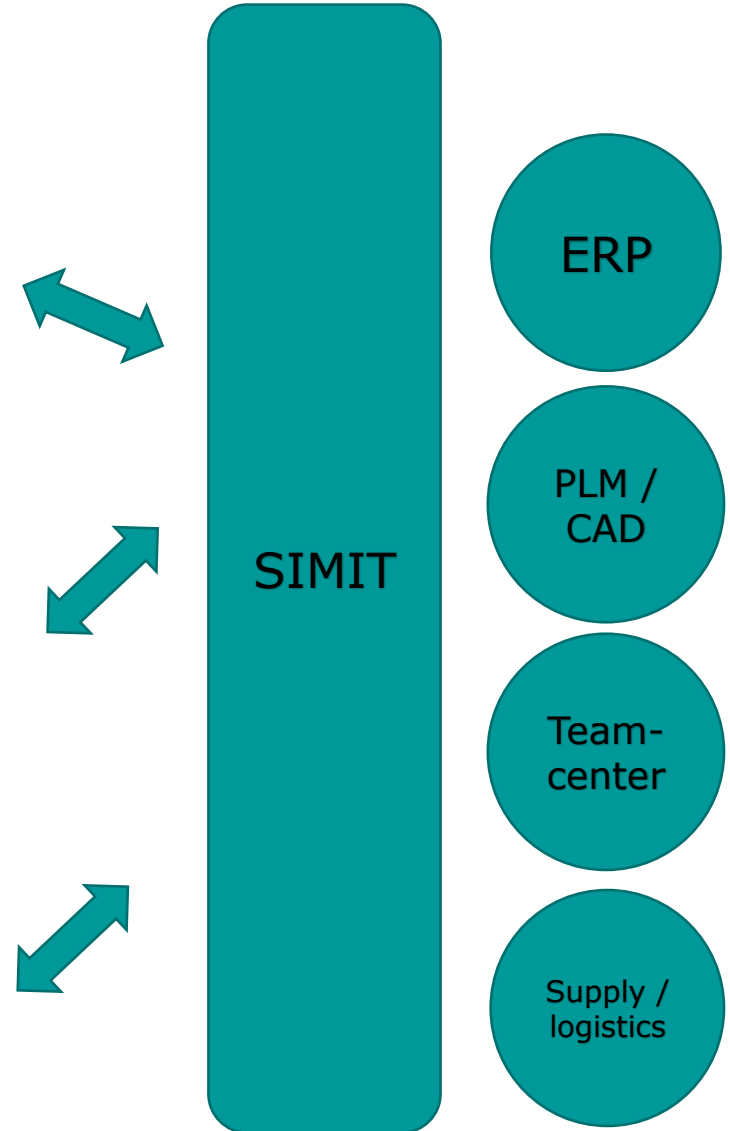 ERP
PLM /
CAD
SIMIT
Team-
center
Supply /
logistics